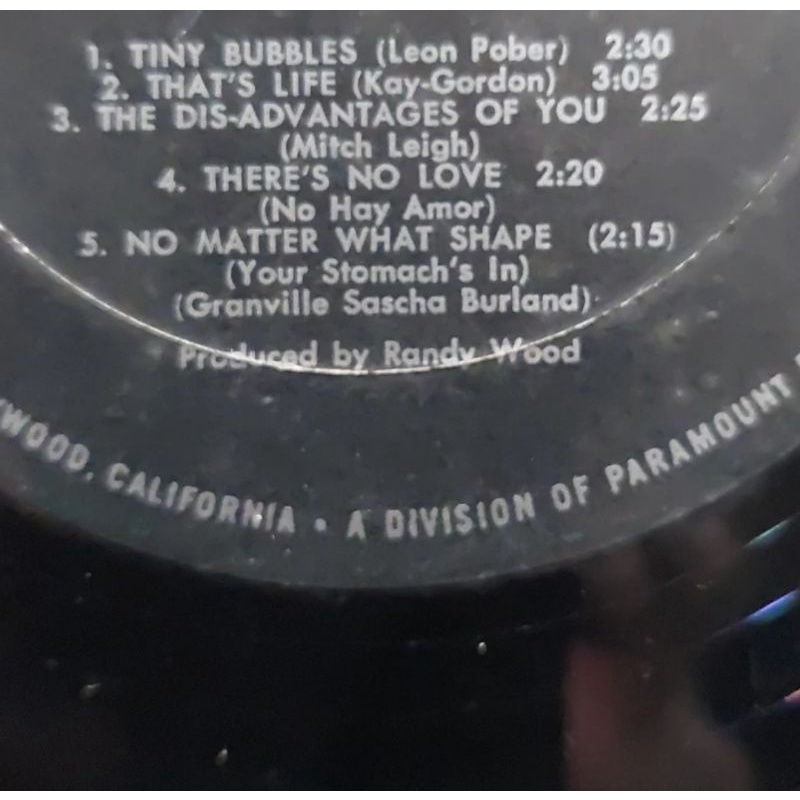 1. TINY BUBBLES (Leon Pober) 2:30
2. THAT'S LIFE (Kay-Gordon) 3:05
3. THE DIS-ADVANTAGES OF YOU 2:25
(Mitch Leigh)
4. THERE'S NO LOVE 2:20
(No Hay Amor)
5. NO MATTER WHAT SHAPE (2:15)
(Your Stomach's In)
(Granville Sascha Burland)
Produced by Randy Wood
WOOD, CALIFORNIA • A DIVISION OF PARAMOUNT